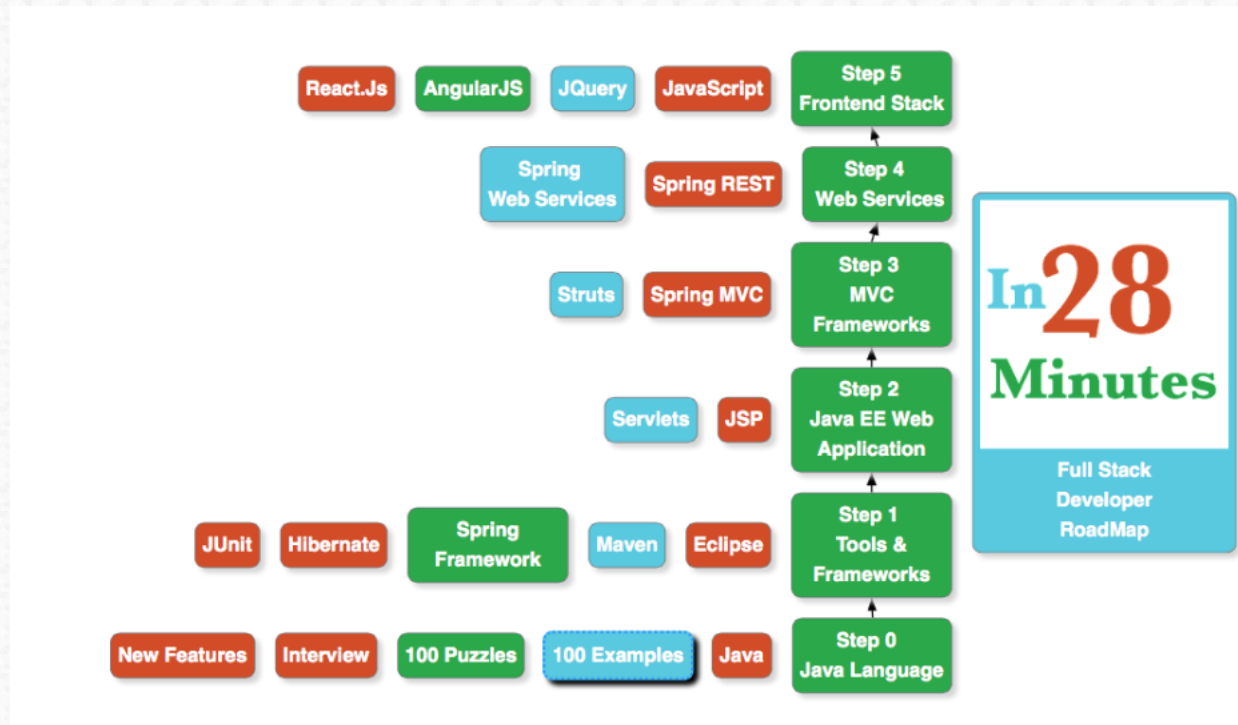 React.Js AngularJS JQuery JavaScript Step 5
Frontend Stack
Spring
Web Services Spring REST Step 4
Web Services
Struts Spring MVC Step 3
MVC
Frameworks
Servlets JSP Step 2
Java EE Web
Application
JUnit Hibernate Spring
Framework Maven Eclipse Step 1
Tools &
Frameworks
New Features Interview 100 Puzzles 100 Examples Java Step 0
Java Language
In 28
Minutes
Full Stack
Developer
RoadMap